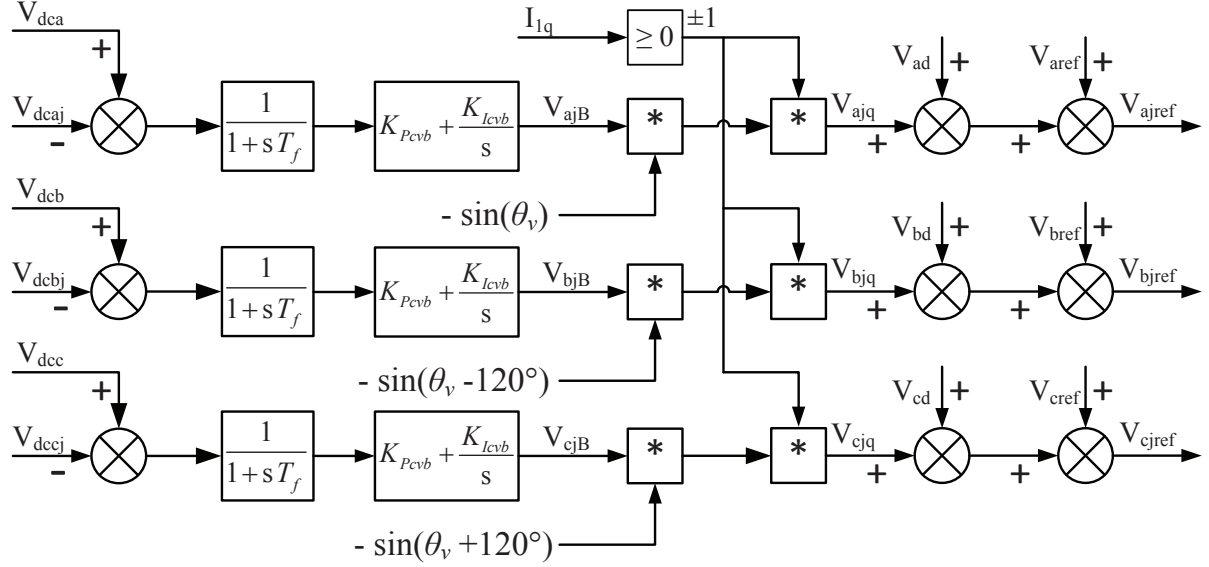 V_dca
+
I_1q
≥ 0
±1
V_dcaj
-
1
1+sT_f
K_Pcvb + K_Icvb
s
V_ajB
*
*
V_ajq
+
V_ad
+
+
V_aref
+
V_ajref
- sin(θ_v)
V_dcb
+
V_dcbj
-
1
1+sT_f
K_Pcvb + K_Icvb
s
V_bjB
*
*
V_bjq
+
V_bd
+
+
V_bref
+
V_bjref
- sin(θ_v -120°)
V_dcc
+
V_dccj
-
1
1+sT_f
K_Pcvb + K_Icvb
s
V_cjB
*
*
V_cjq
+
V_cd
+
+
V_cref
+
V_cjref
- sin(θ_v +120°)